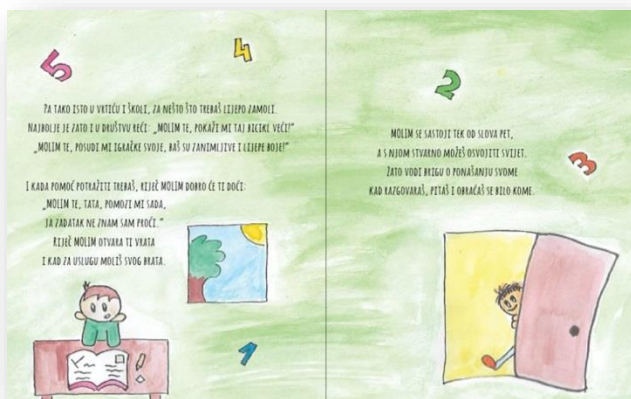 5
4
PA TAKO ISTO U VRTIĆU I ŠKOLI, ZA NEŠTO ŠTO TREBAŠ LIJEPO ZAMOLI.
NAJBOLJE JE ZATO I U DRUŠTVU REĆI: „MOLIM TE, POKAŽI MI TAJ BICIKL VEĆI!“
„MOLIM TE, POSUDI MI IGRAČKE SVOJE, BAŠ SU ZANIMLJIVE I LIJEPE BOJE!“
I KADA POMOĆ POTRAŽITI TREBAŠ, RIJEČ MOLIM DOBRO ĆE TI DOĆI:
„MOLIM TE, TATA, POMOZI MI SADA,
JA ZADATAK NE ZNAM SAM PROĆI.“
RIJEČ MOLIM OTVARA TI VRATA
I KAD ZA USLUGU MOLIŠ SVOG BRATA.
1
2
MOLIM SE SASTOJI TEK OD SLOVA PET,
A S NJOM STVARNO MOŽEŠ OSVOJITI SVIJET.
ZATO VODI BRIGU O PONAŠANJU SVOME
KAD RAZGOVARAŠ, PITAŠ I OBRAĆAŠ SE BILO KOME.
3